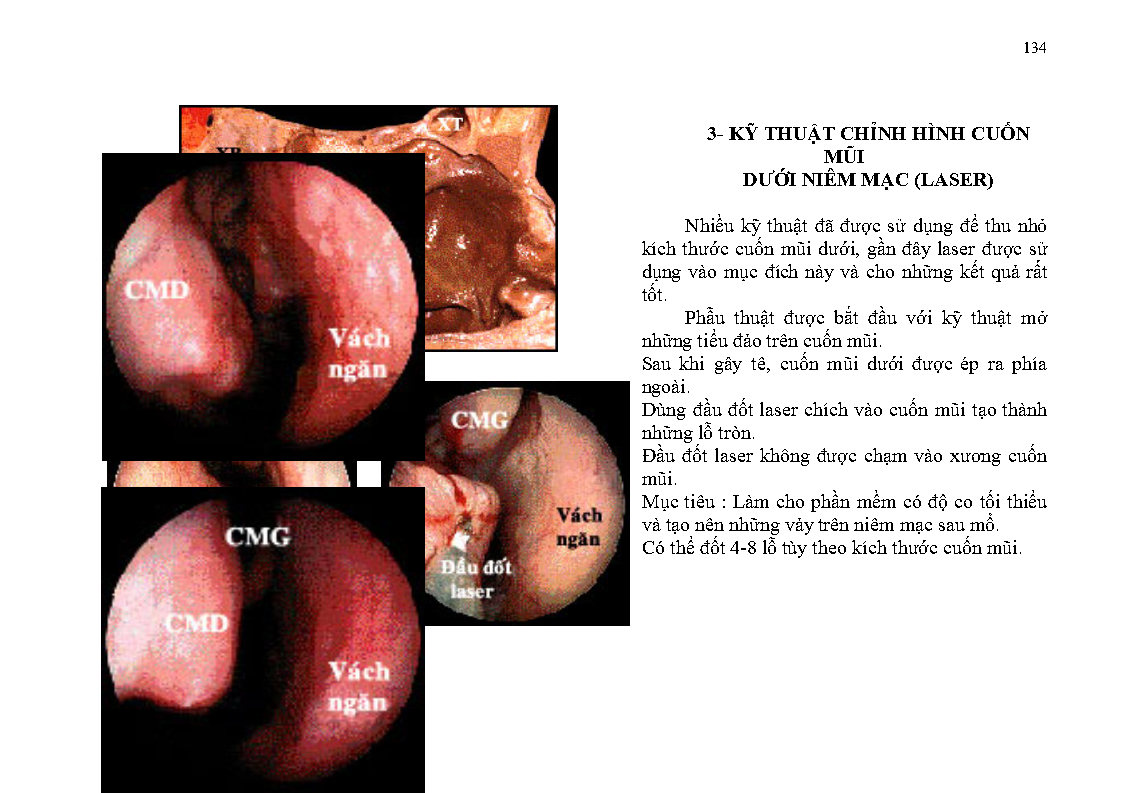 134
XT
XB
CMD
Vách
ngăn
CMG
Vách
ngăn
Đầu đốt
laser
CMG
CMD
Vách
ngăn
3- KỸ THUẬT CHỈNH HÌNH CUỐN
MŨI
DƯỚI NIÊM MẠC (LASER)
Nhiều kỹ thuật đã được sử dụng để thu nhỏ
kích thước cuốn mũi dưới, gần đây laser được sử
dụng vào mục đích này và cho những kết quả rất
tốt.
Phẫu thuật được bắt đầu với kỹ thuật mở
những tiểu đảo trên cuốn mũi.
Sau khi gây tê, cuốn mũi dưới được ép ra phía
ngoài.
Dùng đầu đốt laser chích vào cuốn mũi tạo thành
những lỗ tròn.
Đầu đốt laser không được chạm vào xương cuốn
mũi.
Mục tiêu : Làm cho phần mềm có độ co tối thiểu
và tạo nên những vảy trên niêm mạc sau mổ.
Có thể đốt 4-8 lỗ tùy theo kích thước cuốn mũi.